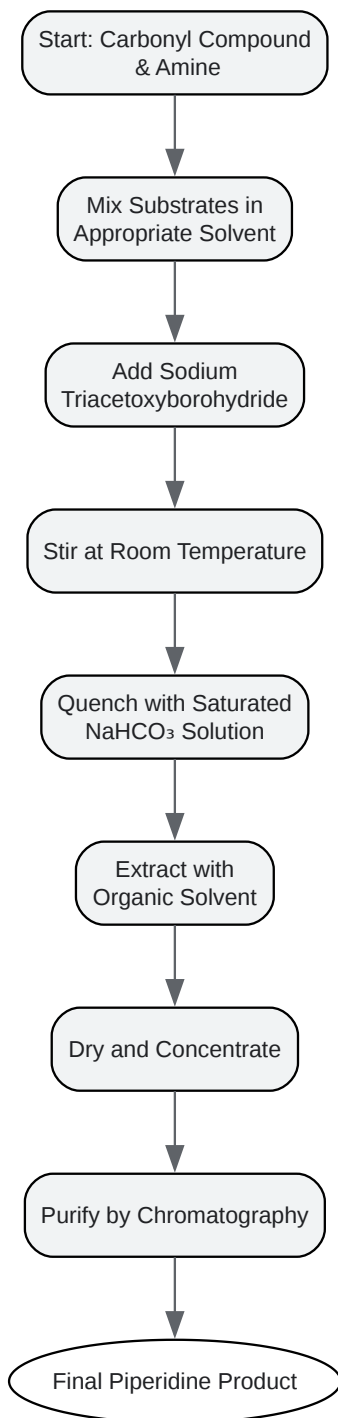 Start: Carbonyl Compound
& Amine
Mix Substrates in
Appropriate Solvent
Add Sodium
Triacetoxyborohydride
Stir at Room Temperature
Quench with Saturated
NaHCO₃ Solution
Extract with
Organic Solvent
Dry and Concentrate
Purify by Chromatography
Final Piperidine Product